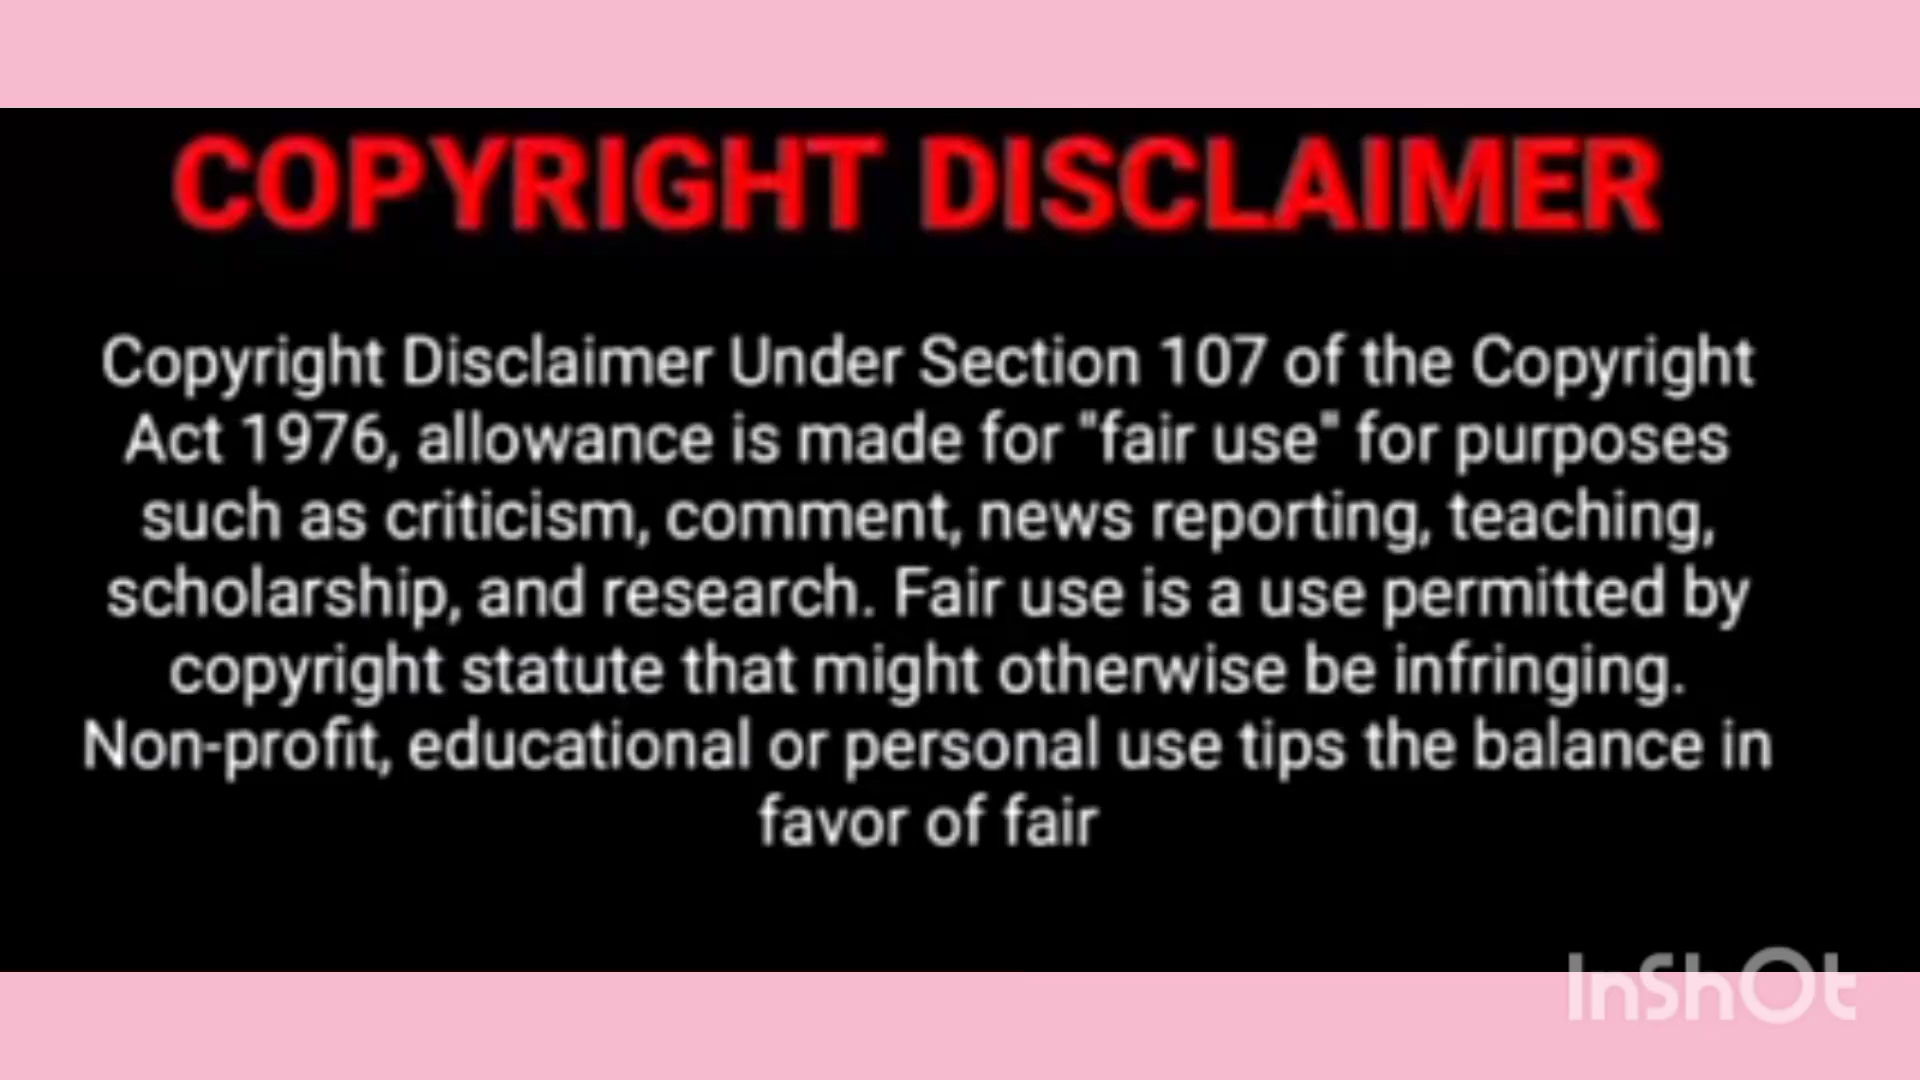 COPYRIGHT DISCLAIMER
Copyright Disclaimer Under Section 107 of the Copyright
Act 1976, allowance is made for "fair use" for purposes
such as criticism, comment, news reporting, teaching,
scholarship, and research. Fair use is a use permitted by
copyright statute that might otherwise be infringing.
Non-profit, educational or personal use tips the balance in
favor of fair
InShOt